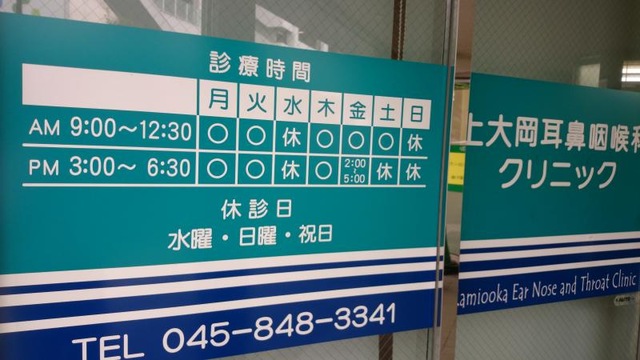 診療時間
月 火 水 木 金 土 日
AM 9:00〜12:30 ○ ○ 休 ○ ○ ○ 休
PM 3:00〜 6:30 ○ ○ 休 ○ 2:00〜5:00 休 休
休診日
水曜・日曜・祝日
TEL 045-848-3341
上大岡耳鼻咽喉科
クリニック
Kamiooka Ear Nose and Throat Clinic